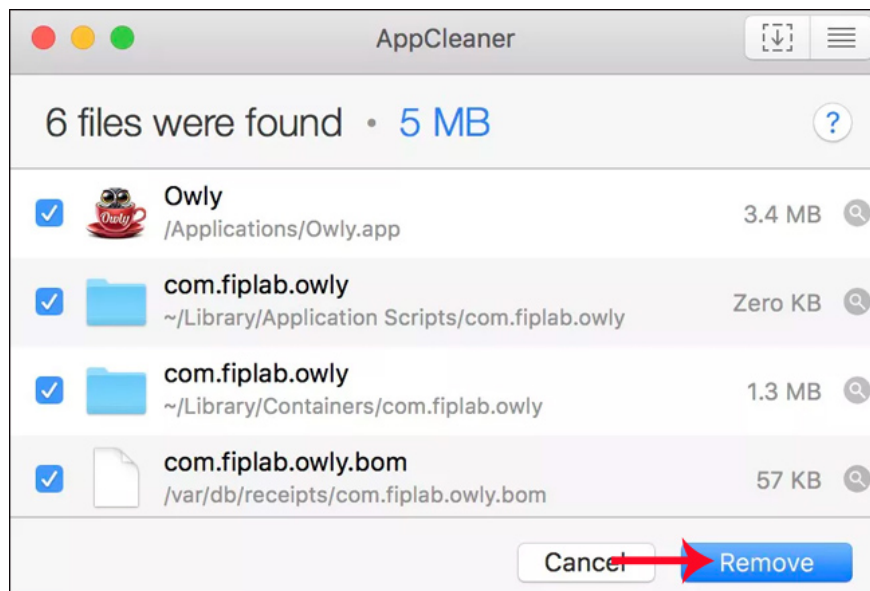 AppCleaner
6 files were found • 5 MB
?
Owly
Owly
/Applications/Owly.app
3.4 MB
com.fiplab.owly
~/Library/Application Scripts/com.fiplab.owly
Zero KB
com.fiplab.owly
~/Library/Containers/com.fiplab.owly
1.3 MB
com.fiplab.owly.bom
/var/db/receipts/com.fiplab.owly.bom
57 KB
Cancel
Remove